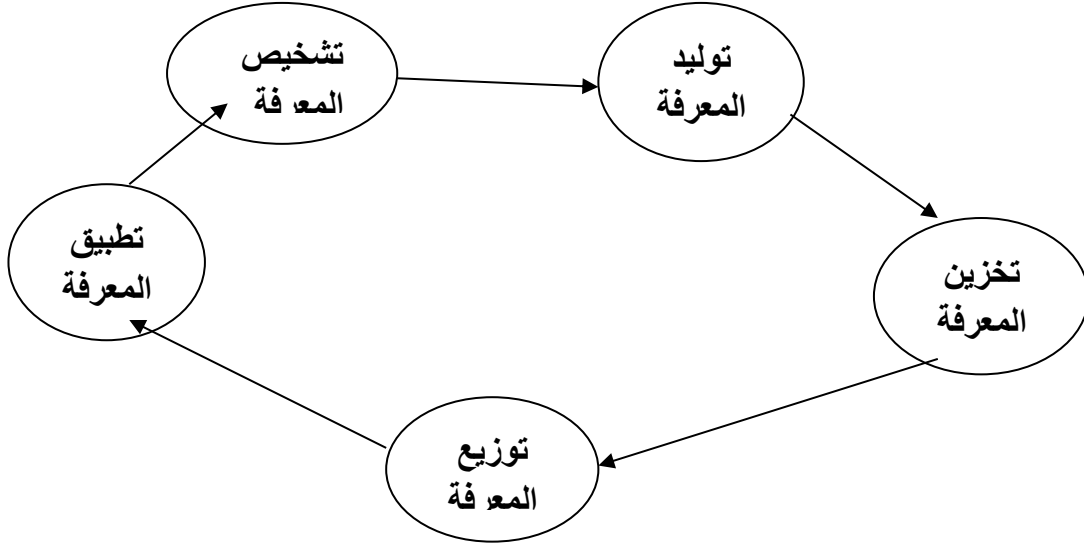 تشخيص
المعرفة
توليد
المعرفة
تخزين
المعرفة
توزيع
المعرفة
تطبيق
المعرفة